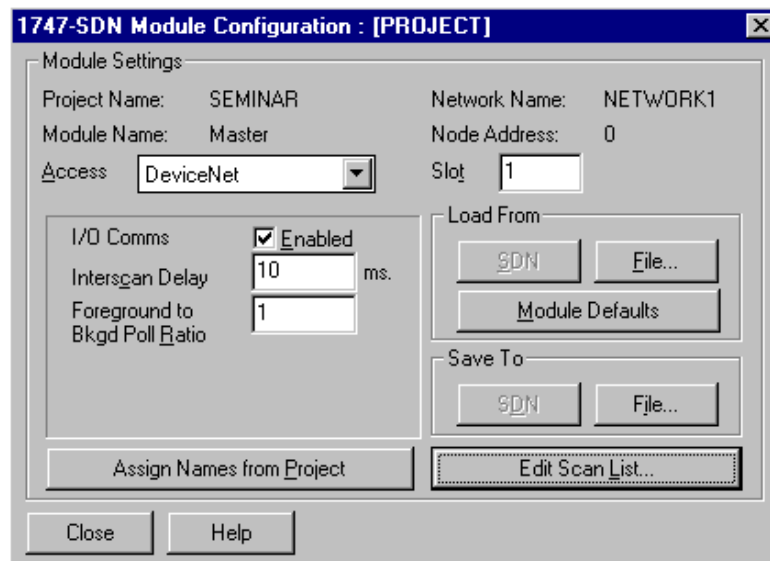 1747-SDN Module Configuration : [PROJECT]
Module Settings
Project Name: SEMINAR Network Name: NETWORK1
Module Name: Master Node Address: 0
Access DeviceNet Slot 1
I/O Comms Enabled
Interscan Delay 10 ms.
Foreground to
Bkgd Poll Ratio 1
Load From
SDN File...
Module Defaults
Save To
SDN File...
Assign Names from Project Edit Scan List...
Close Help